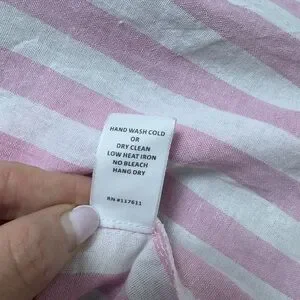 HAND WASH COLD
OR
DRY CLEAN
LOW HEAT IRON
NO BLEACH
HANG DRY
RN #117611